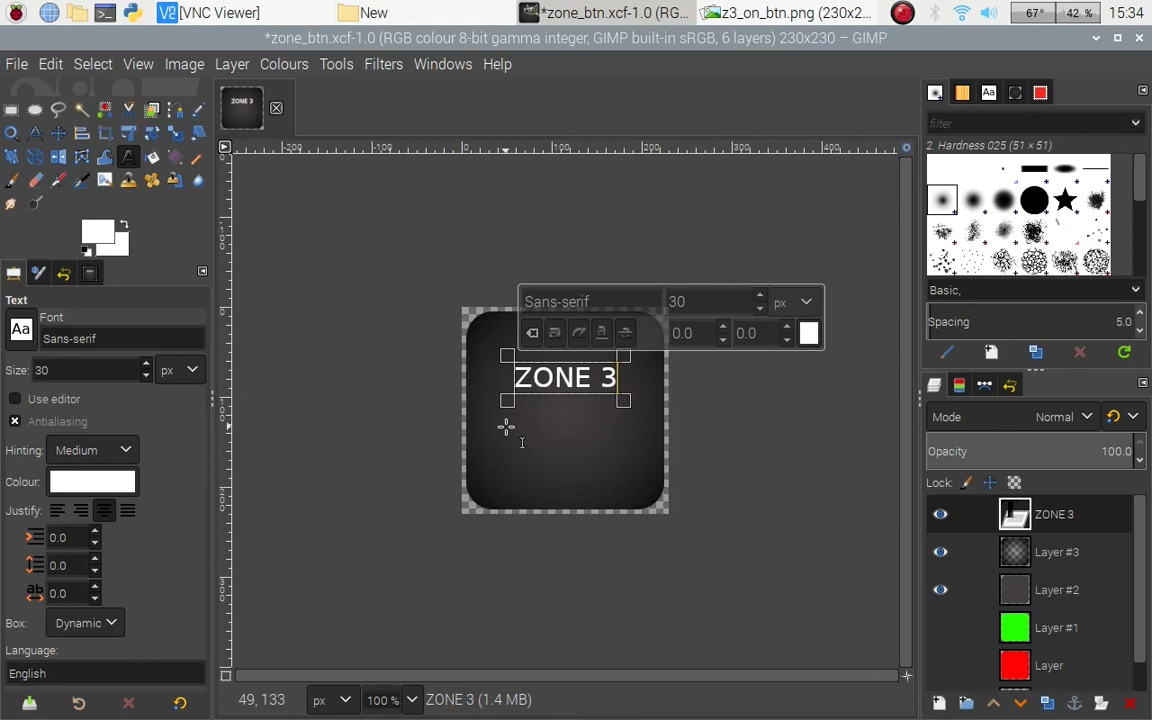 [VNC Viewer]
New
*zone_btn.xcf-1.0 (RG...
z3_on_btn.png (230x2...
67°
42 %
15:34
*zone_btn.xcf-1.0 (RGB colour 8-bit gamma integer, GIMP built-in sRGB, 6 layers) 230x230 – GIMP
File Edit Select View Image Layer Colours Tools Filters Windows Help
filter
2. Hardness 025 (51 × 51)
Basic,
Spacing 5.0
Text
Font
Aa Sans-serif
Size: 30 px
Use editor
Antialiasing
Hinting: Medium
Colour:
Justify:
0.0
0.0
0.0
Box: Dynamic
Language:
English
Sans-serif 30 px
0.0 0.0
ZONE 3
Mode Normal
Opacity 100.0
Lock:
ZONE 3
Layer #3
Layer #2
Layer #1
Layer
49, 133 px 100 % ZONE 3 (1.4 MB)